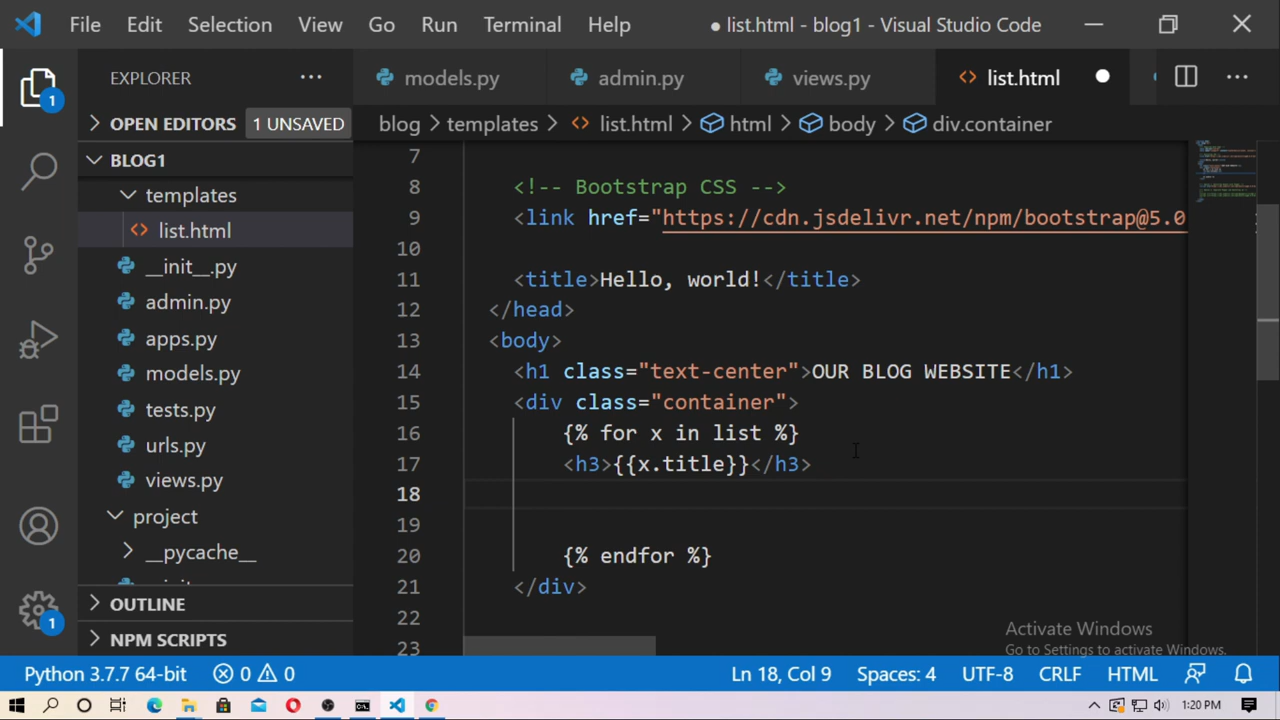 File Edit Selection View Go Run Terminal Help ● list.html - blog1 - Visual Studio Code
EXPLORER ···
models.py admin.py views.py list.html
OPEN EDITORS 1 UNSAVED
blog > templates > list.html > html > body > div.container
BLOG1
templates
list.html
__init__.py
admin.py
apps.py
models.py
tests.py
urls.py
views.py
project
__pycache__
OUTLINE
NPM SCRIPTS
1
1
7
8 <!-- Bootstrap CSS -->
9 <link href="https://cdn.jsdelivr.net/npm/bootstrap@5.0
10
11 <title>Hello, world!</title>
12 </head>
13 <body>
14 <h1 class="text-center">OUR BLOG WEBSITE</h1>
15 <div class="container">
16 {% for x in list %}
17 <h3>{{x.title}}</h3>
18
19
20 {% endfor %}
21 </div>
22
23
Activate Windows
Go to Settings to activate Windows.
Python 3.7.7 64-bit 0 0 Ln 18, Col 9 Spaces: 4 UTF-8 CRLF HTML
1:20 PM